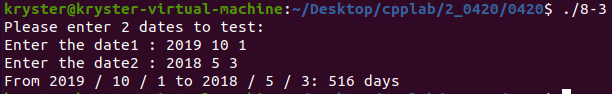 kryster@kryster-virtual-machine:~/Desktop/cpplab/2_0420/0420$ ./8-3
Please enter 2 dates to test:
Enter the date1 : 2019 10 1
Enter the date2 : 2018 5 3
From 2019 / 10 / 1 to 2018 / 5 / 3: 516 days